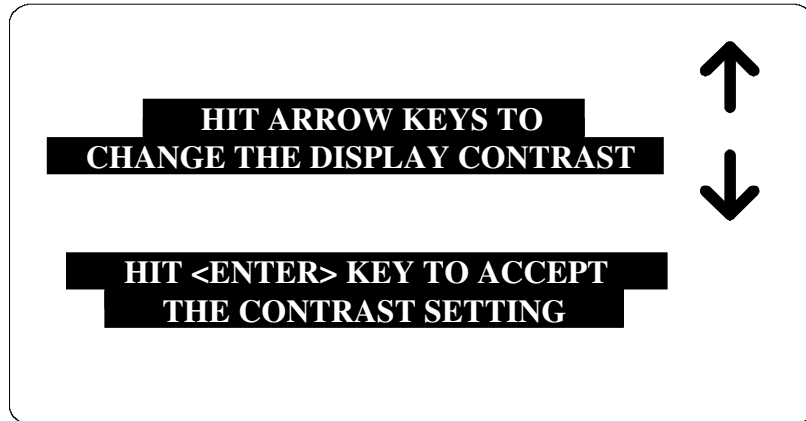 HIT ARROW KEYS TO
CHANGE THE DISPLAY CONTRAST
HIT <ENTER> KEY TO ACCEPT
THE CONTRAST SETTING